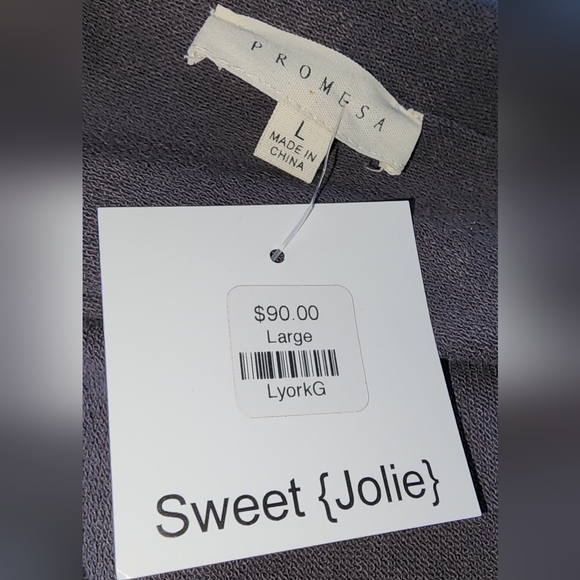 PROMESA
L
MADE IN
CHINA
$90.00
Large
LyorkG
Sweet {Jolie}